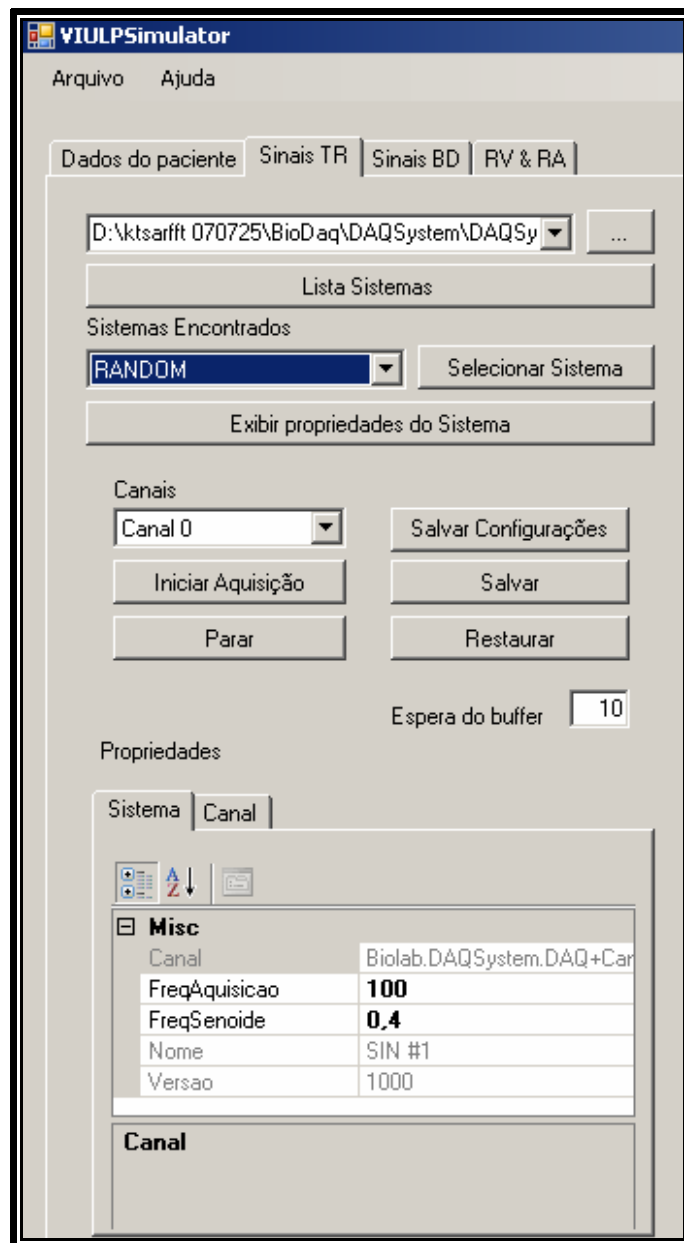 VIULPSimulator
Arquivo Ajuda
Dados do paciente Sinais TR Sinais BD RV & RA
D:\ktsarfft 070725\BioDaq\DAQSystem\DAQSy ...
Lista Sistemas
Sistemas Encontrados
RANDOM Selecionar Sistema
Exibir propriedades do Sistema
Canais
Canal 0 Salvar Configurações
Iniciar Aquisição Salvar
Parar Restaurar
Espera do buffer 10
Propriedades
Sistema Canal
Misc
Canal Biolab.DAQSystem.DAQ+Car
FreqAquisicao 100
FreqSenoide 0,4
Nome SIN #1
Versao 1000
Canal